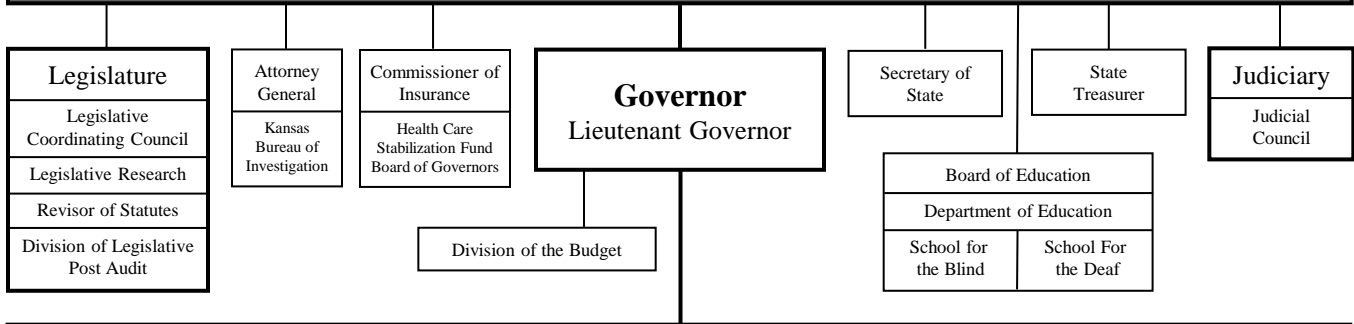 Legislature
Legislative
Coordinating Council
Legislative Research
Revisor of Statutes
Division of Legislative
Post Audit
Attorney
General
Kansas
Bureau of
Investigation
Commissioner of
Insurance
Health Care
Stabilization Fund
Board of Governors
Governor
Lieutenant Governor
Division of the Budget
Secretary of
State
Board of Education
Department of Education
School for
the Blind
School For
the Deaf
State
Treasurer
Judiciary
Judicial
Council